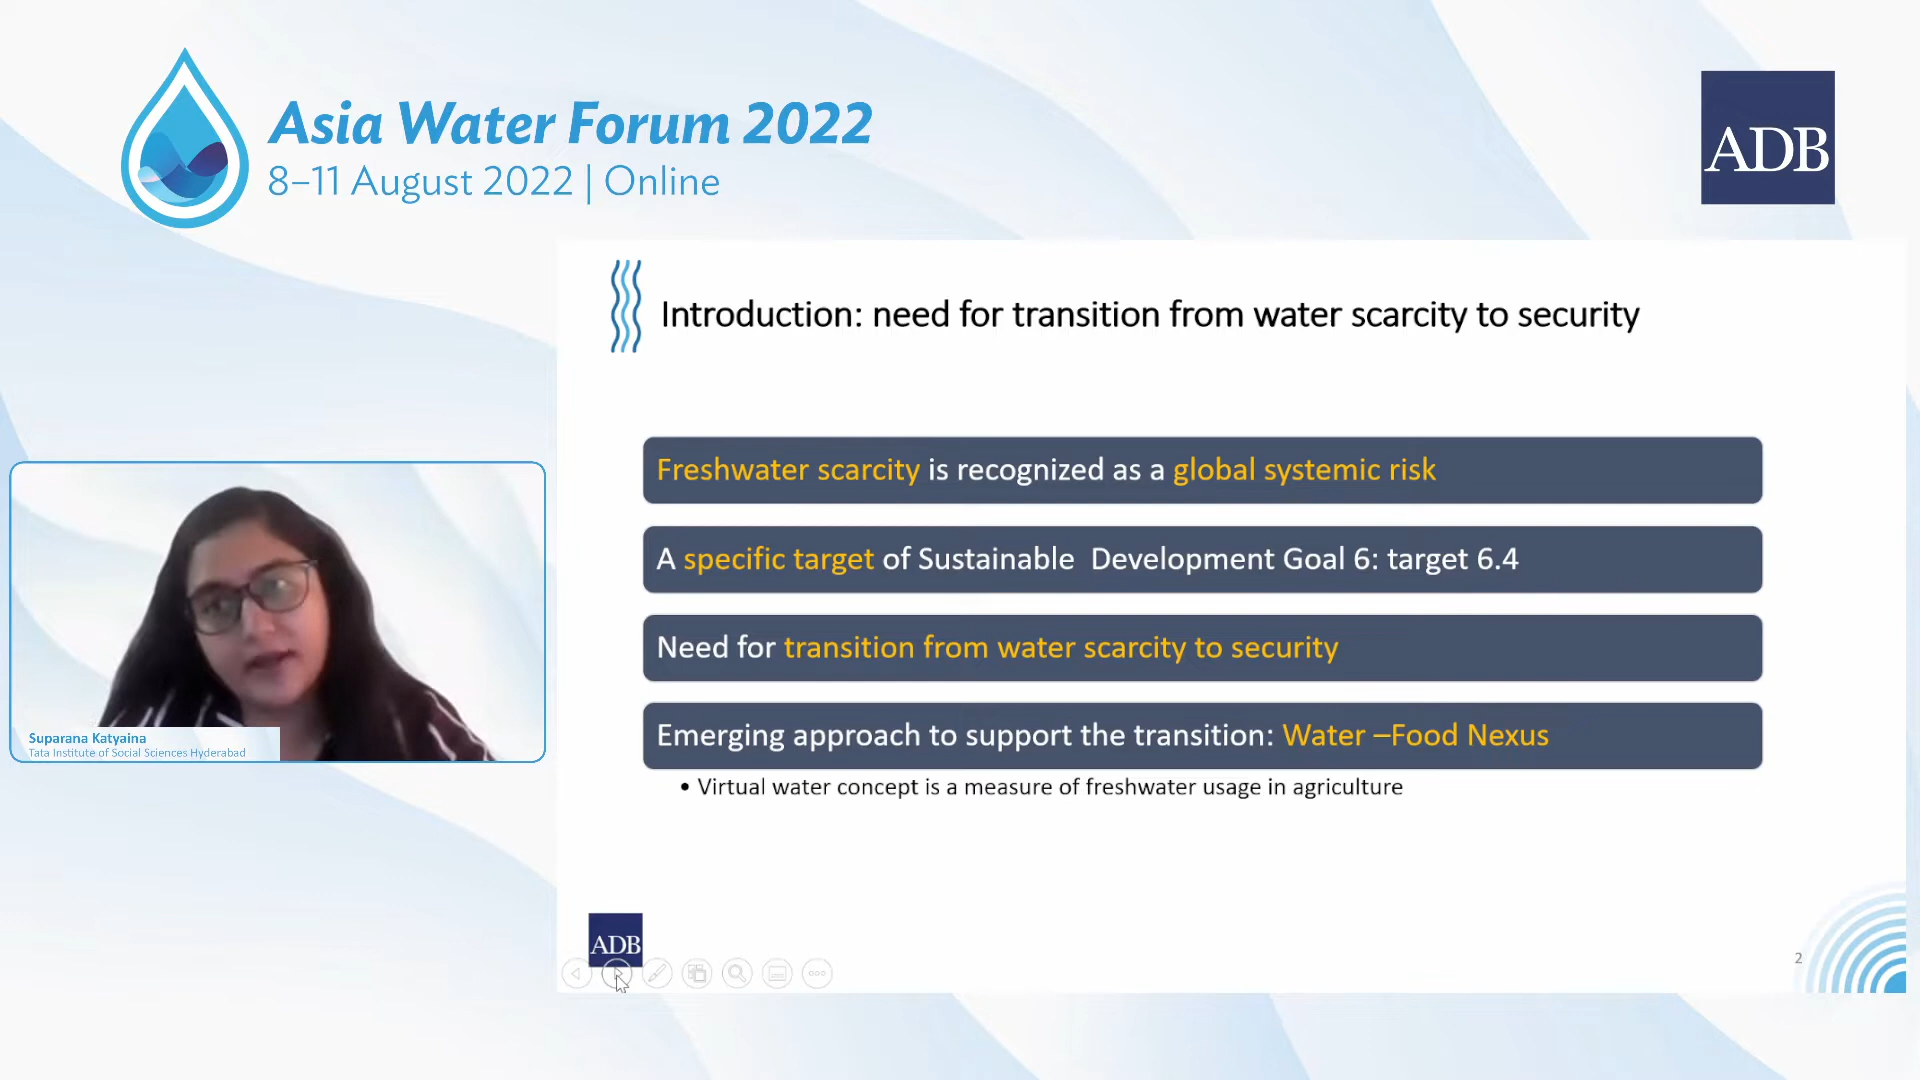 Asia Water Forum 2022
8–11 August 2022 | Online
ADB
Introduction: need for transition from water scarcity to security
Freshwater scarcity is recognized as a global systemic risk
A specific target of Sustainable  Development Goal 6: target 6.4
Need for transition from water scarcity to security
Emerging approach to support the transition: Water –Food Nexus
• Virtual water concept is a measure of freshwater usage in agriculture
Suparana Katyaina
Tata Institute of Social Sciences Hyderabad
ADB
2